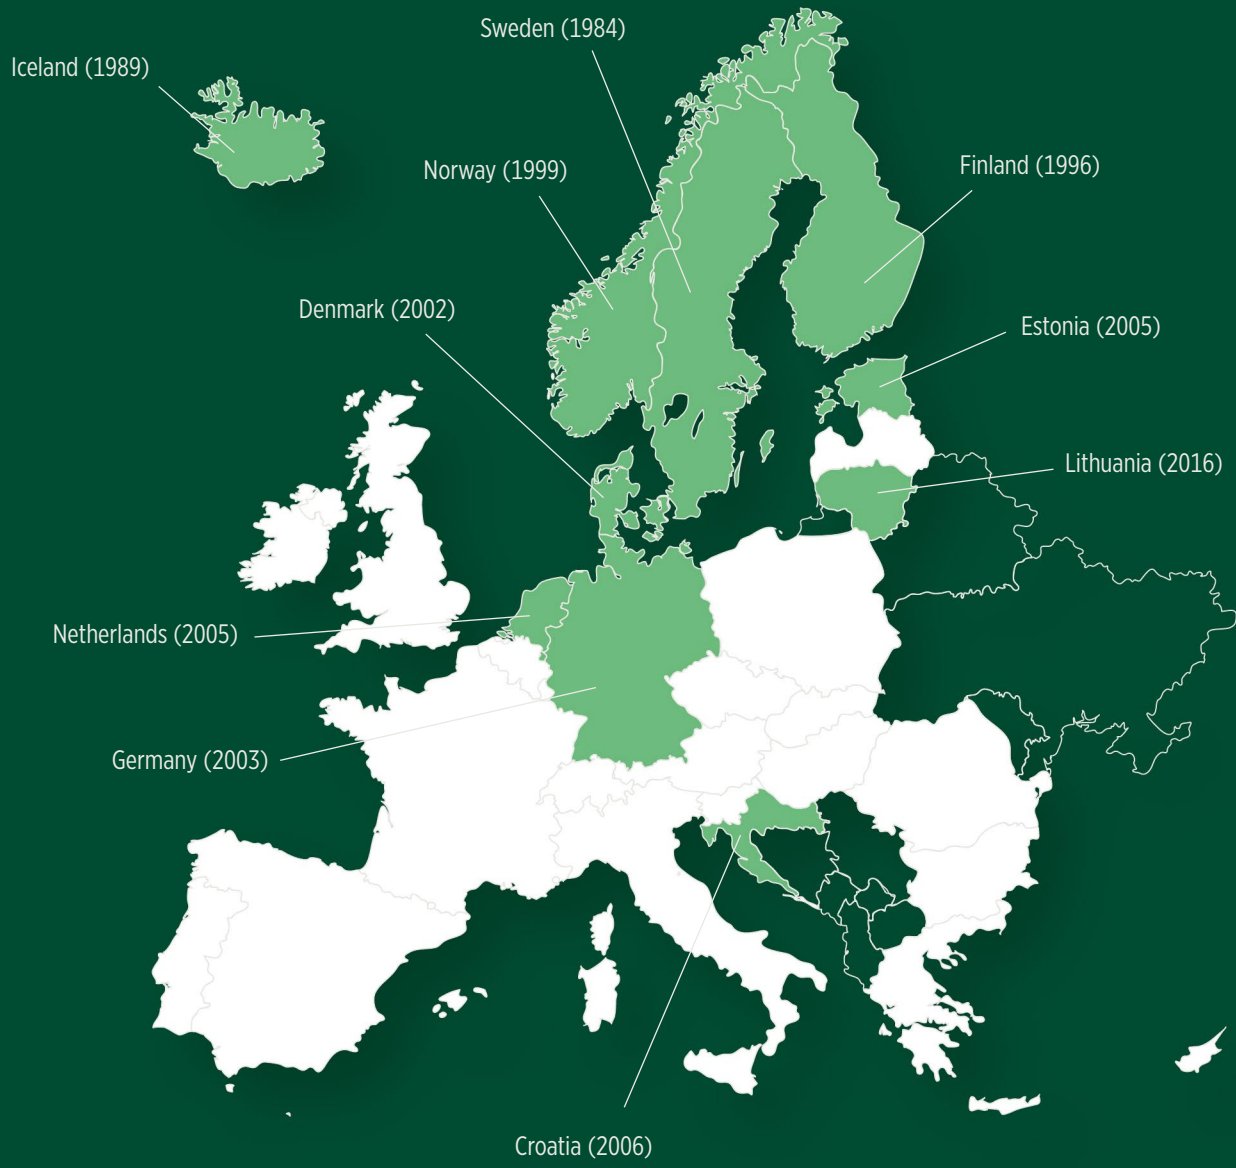 Sweden (1984)
Iceland (1989)
Norway (1999)
Finland (1996)
Denmark (2002)
Estonia (2005)
Lithuania (2016)
Netherlands (2005)
Germany (2003)
Croatia (2006)